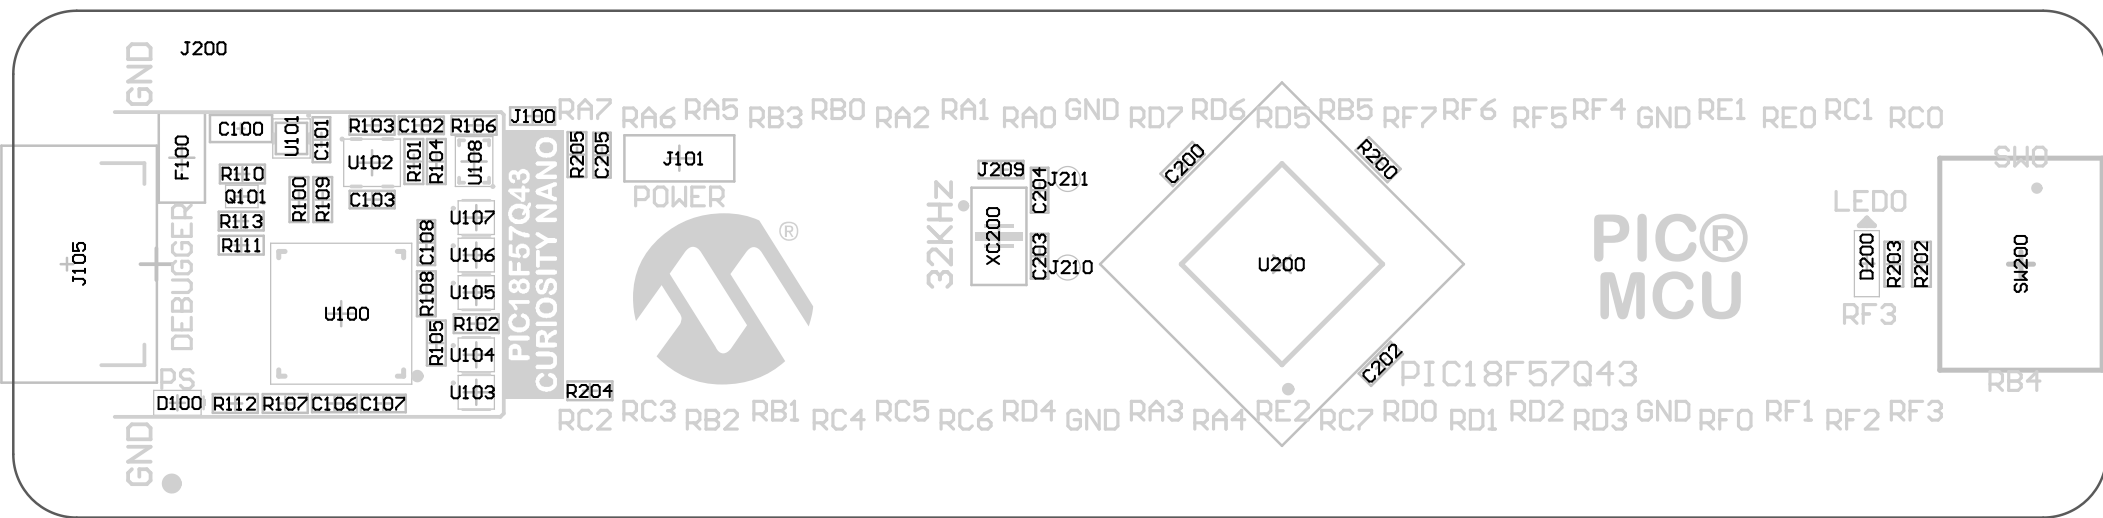 GND
J200
RA7 RA6 RA5 RB3 RB0 RA2 RA1 RA0 GND RD7 RD6 RD5 RB5 RF7 RF6 RF5 RF4 GND RE1 RE0 RC1 RC0
J100
C100
U101
C101
R103
C102
R106
F100
U102
R101
R104
U108
R205
C205
J101
POWER
R110
Q101
R100
R109
C103
R113
R111
U107
C108
U106
R108
U105
U100
R102
R105
U104
U103
J105
DEBUGGER
PS
D100
R112
R107
C106
C107
GND
PIC18F57Q43
CURIOSITY NANO
R204
®
32KHz
J209
XC200
C204
J211
C203
J210
C200
R200
U200
C202
PIC18F57Q43
PIC®
MCU
LED0
D200
R203
R202
RF3
SW0
SW200
RB4
RC2 RC3 RB2 RB1 RC4 RC5 RC6 RD4 GND RA3 RA4 RE2 RC7 RD0 RD1 RD2 RD3 GND RF0 RF1 RF2 RF3